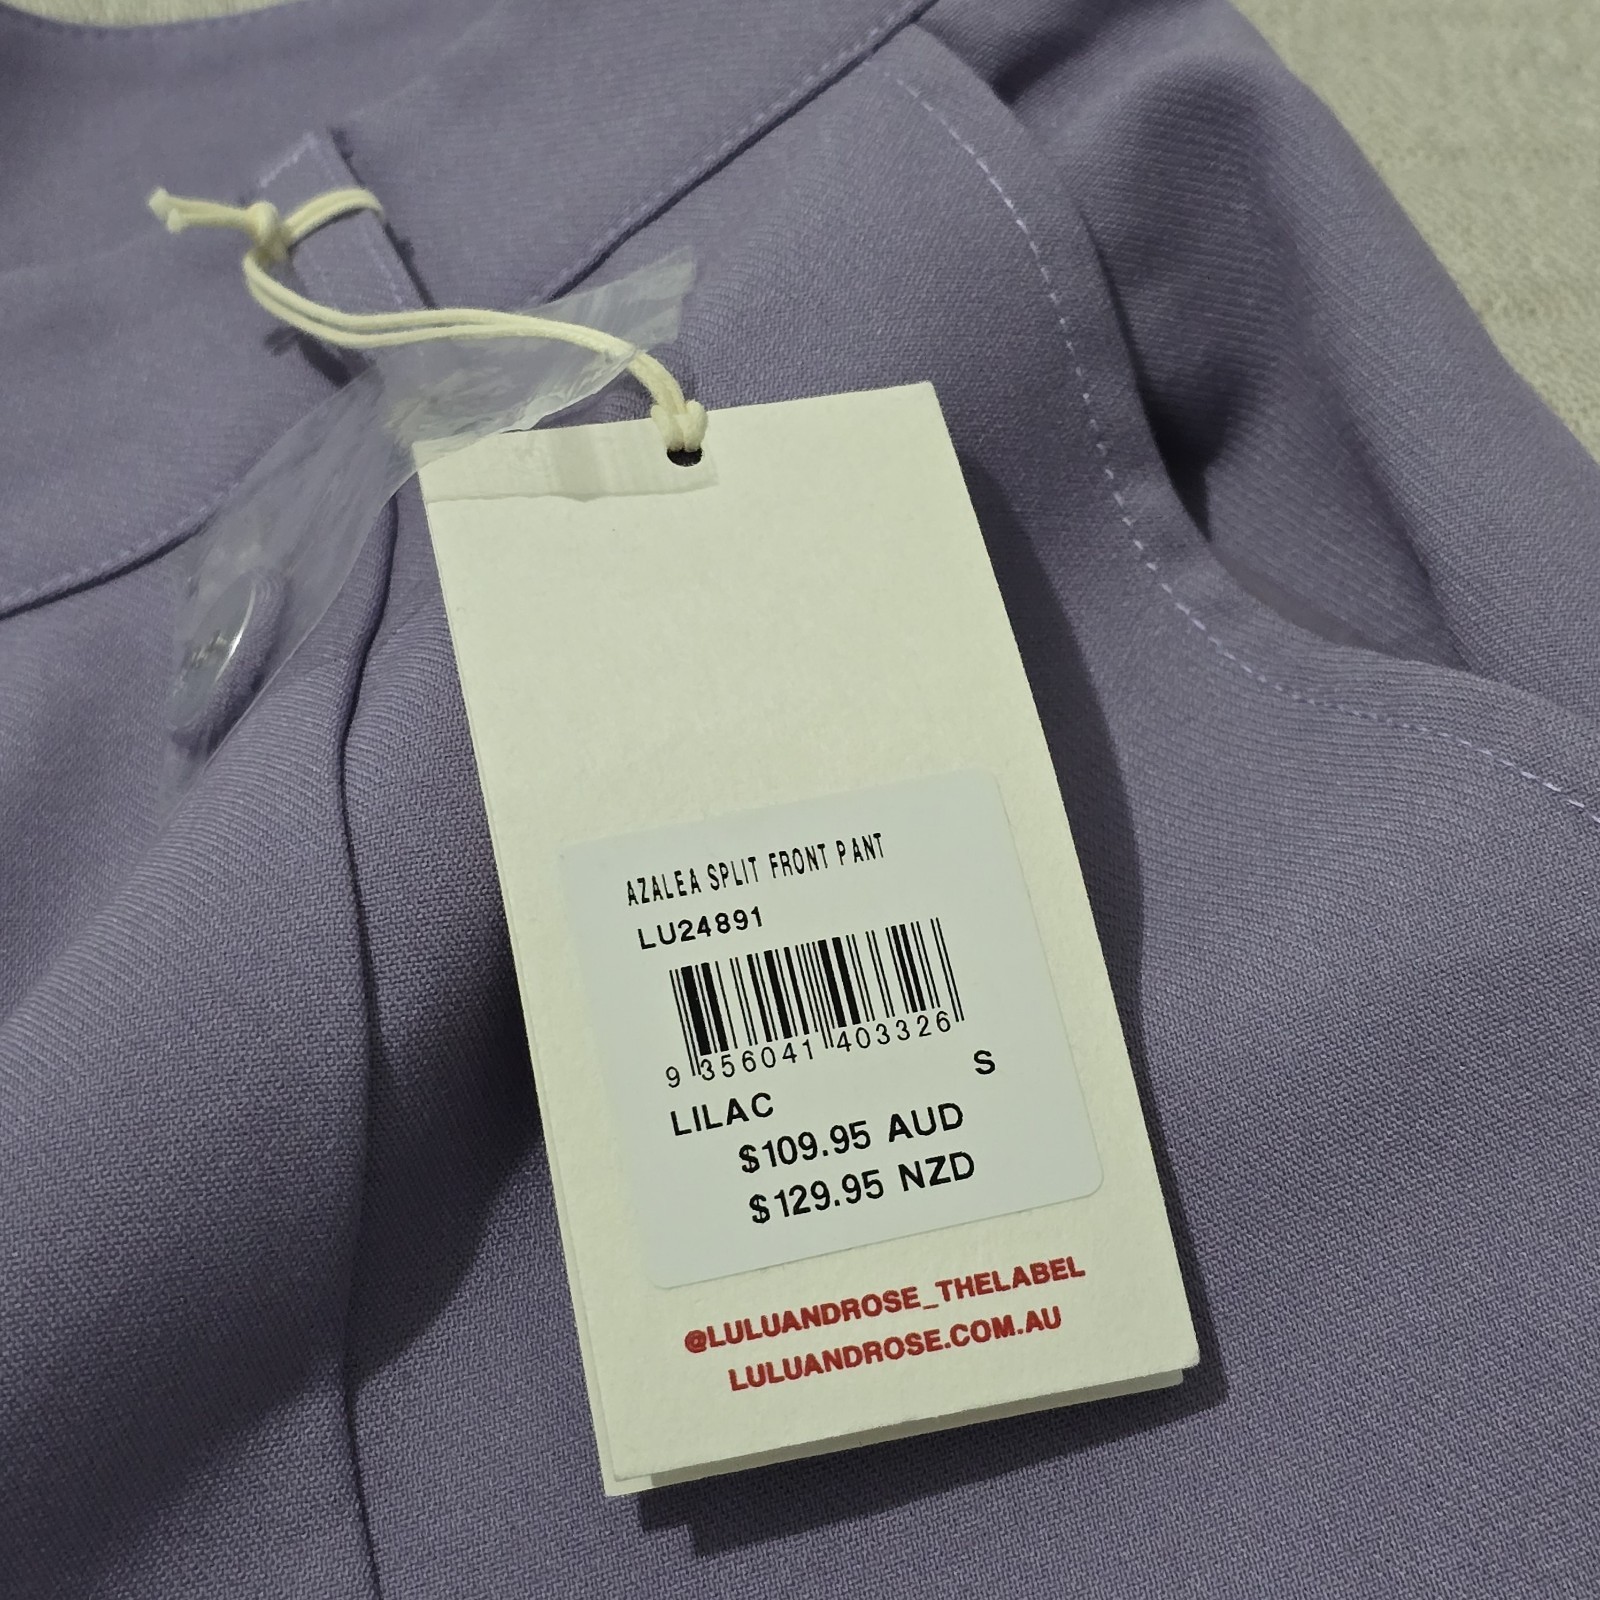 AZALEA SPLIT FRONT PANT
LU24891
9 356041 403326
LILAC S
$109.95 AUD
$129.95 NZD
@LULUANDROSE_THELABEL
LULUANDROSE.COM.AU